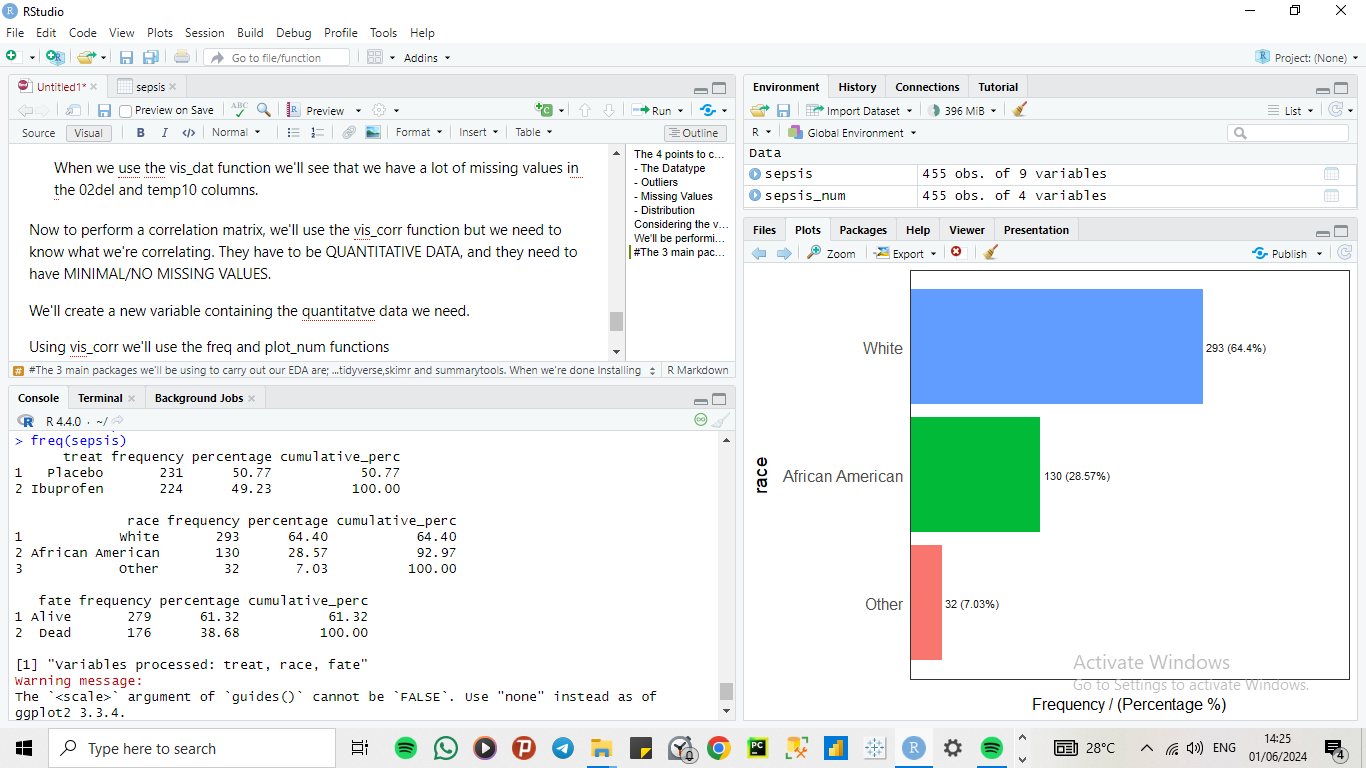 RStudio
File Edit Code View Plots Session Build Debug Profile Tools Help
Go to file/function Addins Project: (None)
Untitled1* sepsis
Preview on Save ABC Preview Run
Source Visual B I </> Normal Format Insert Table Outline
When we use the vis_dat function we'll see that we have a lot of missing values in
the 02del and temp10 columns.
Now to perform a correlation matrix, we'll use the vis_corr function but we need to
know what we're correlating. They have to be QUANTITATIVE DATA, and they need to
have MINIMAL/NO MISSING VALUES.
We'll create a new variable containing the quantitatve data we need.
Using vis_corr we'll use the freq and plot_num functions
The 4 points to c...
- The Datatype
- Outliers
- Missing Values
- Distribution
Considering the v...
We'll be performi...
#The 3 main pac...
#The 3 main packages we'll be using to carry out our EDA are; ...tidyverse,skimr and summarytools. When we're done Installing R Markdown
Console Terminal Background Jobs
R 4.4.0 · ~/
> freq(sepsis)
treat frequency percentage cumulative_perc
1 Placebo 231 50.77 50.77
2 Ibuprofen 224 49.23 100.00
race frequency percentage cumulative_perc
1 White 293 64.40 64.40
2 African American 130 28.57 92.97
3 Other 32 7.03 100.00
fate frequency percentage cumulative_perc
1 Alive 279 61.32 61.32
2 Dead 176 38.68 100.00
[1] "Variables processed: treat, race, fate"
Warning message:
The `<scale>` argument of `guides()` cannot be `FALSE`. Use "none" instead as of
ggplot2 3.3.4.
Environment History Connections Tutorial
Import Dataset 396 MiB List
R Global Environment
Data
sepsis 455 obs. of 9 variables
sepsis_num 455 obs. of 4 variables
Files Plots Packages Help Viewer Presentation
Zoom Export Publish
race
White 293 (64.4%)
African American 130 (28.57%)
Other 32 (7.03%)
Frequency / (Percentage %)
Activate Windows
Go to Settings to activate Windows.
Type here to search
PC
R
28°C
ENG
14:25
01/06/2024
4